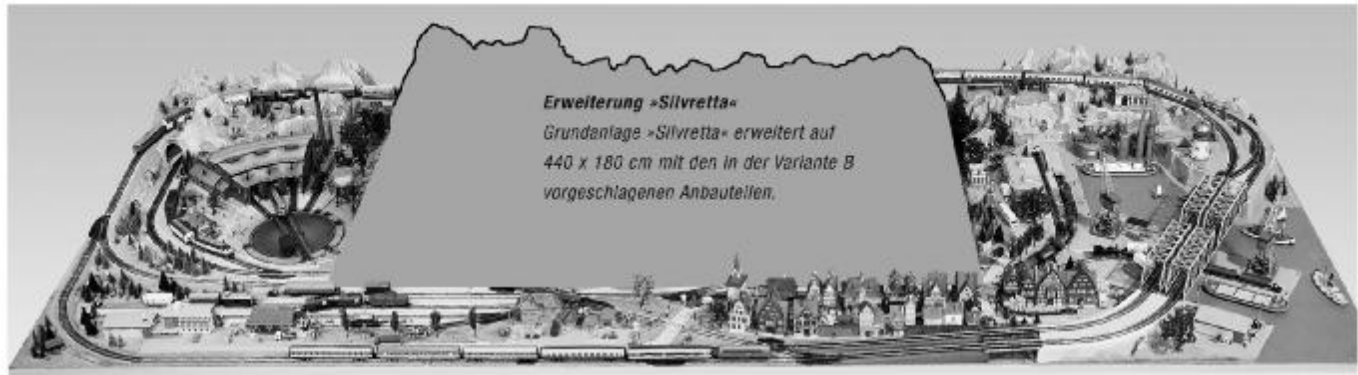 Erweiterung »Silvretta«
Grundanlage »Silvretta« erweitert auf
440 x 180 cm mit den in der Variante B
vorgeschlagenen Anbauteilen.